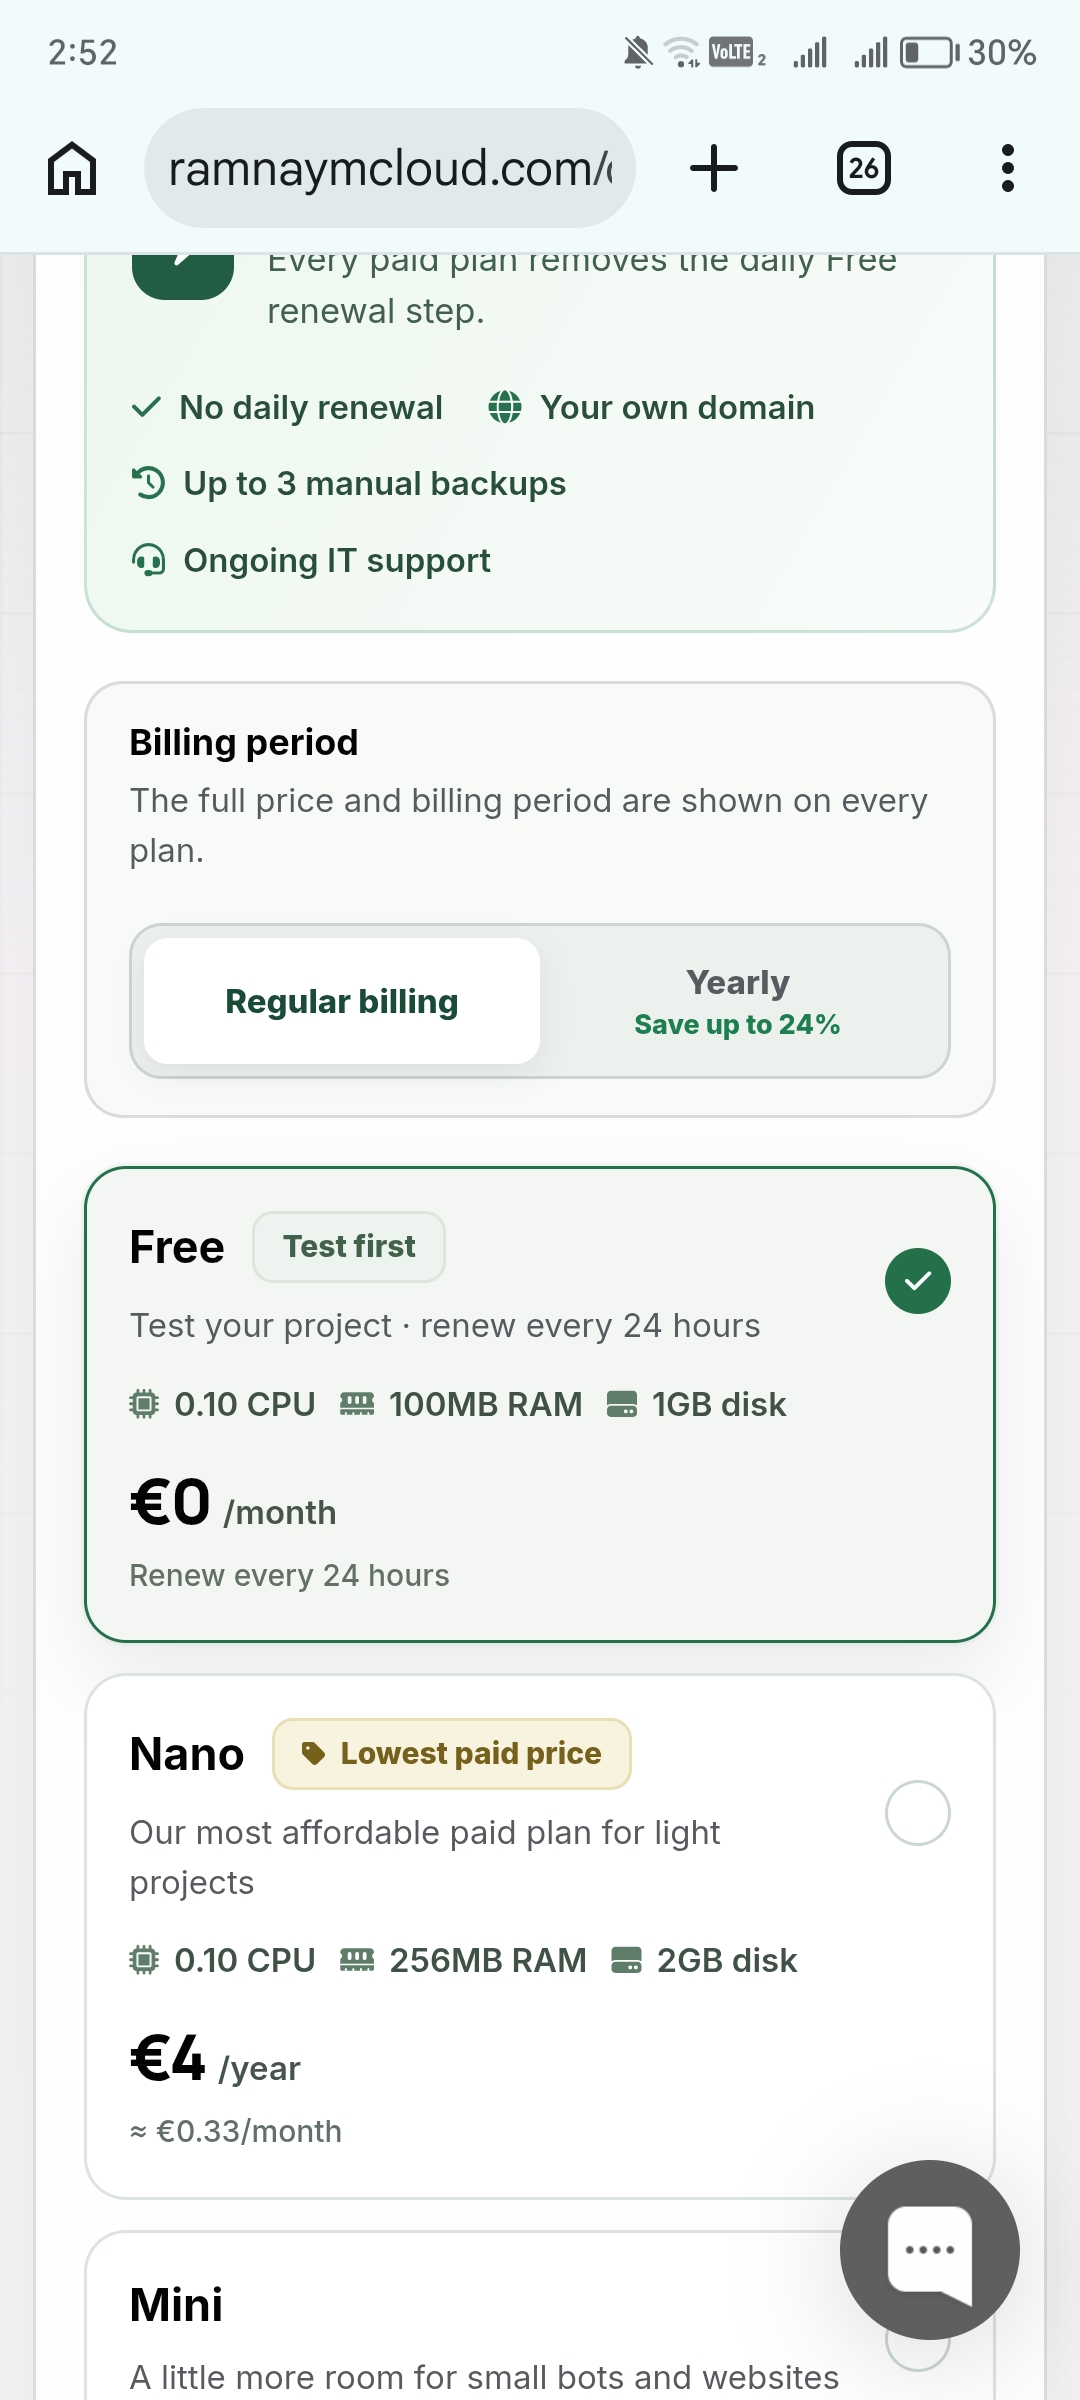 2:52
VoLTE 2
30%
ramnaymcloud.com/
26
Every paid plan removes the daily Free
renewal step.
No daily renewal
Your own domain
Up to 3 manual backups
Ongoing IT support
Billing period
The full price and billing period are shown on every
plan.
Regular billing
Yearly
Save up to 24%
Free
Test first
Test your project · renew every 24 hours
0.10 CPU
100MB RAM
1GB disk
€0 /month
Renew every 24 hours
Nano
Lowest paid price
Our most affordable paid plan for light
projects
0.10 CPU
256MB RAM
2GB disk
€4 /year
≈ €0.33/month
Mini
A little more room for small bots and websites